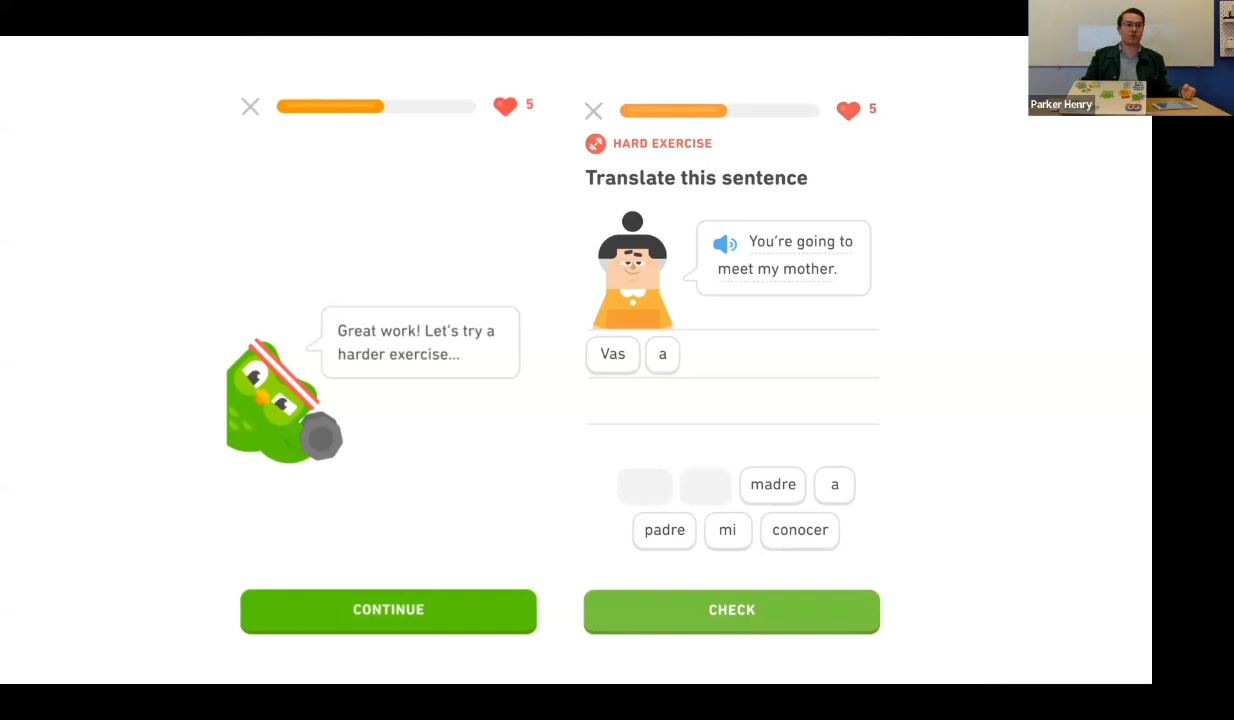 5
Great work! Let's try a
harder exercise...
CONTINUE
5
HARD EXERCISE
Translate this sentence
You're going to
meet my mother.
Vas a
madre a
padre mi conocer
CHECK
Parker Henry